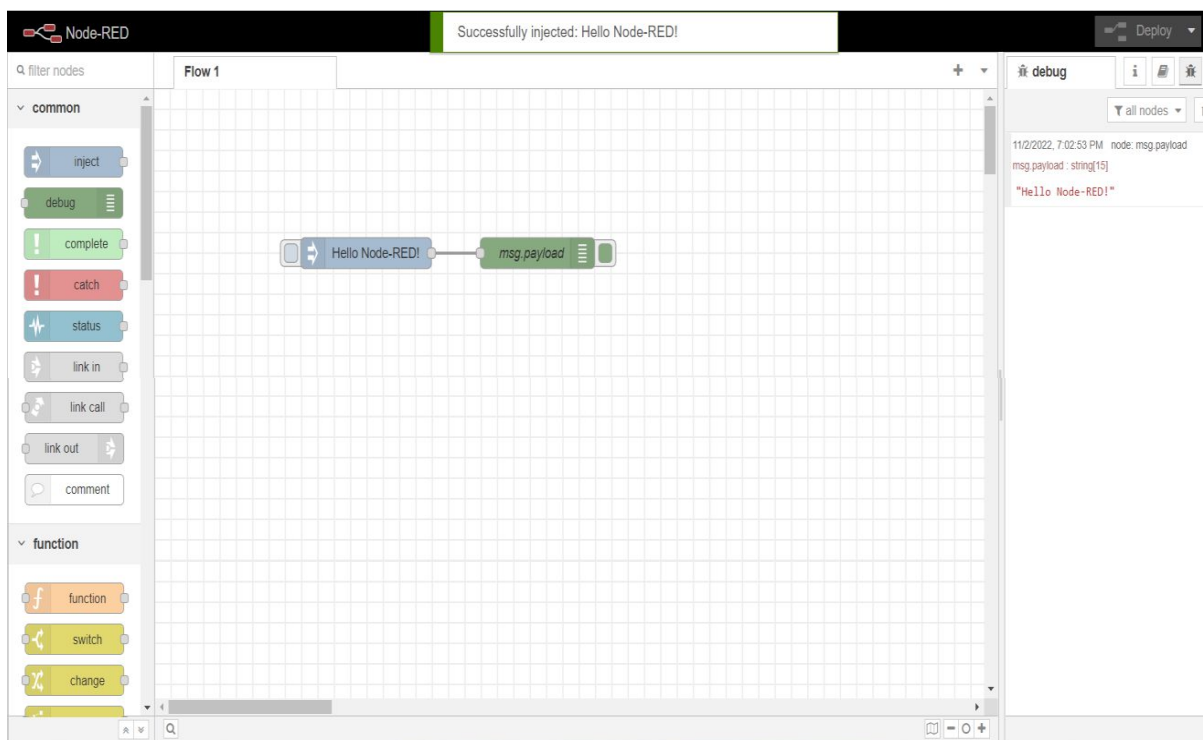 Node-RED
Successfully injected: Hello Node-RED!
Deploy
filter nodes
Flow 1
debug
i
common
all nodes
inject
debug
complete
catch
status
link in
link call
link out
comment
function
function
switch
change
Hello Node-RED!
msg.payload
11/2/2022, 7:02:53 PM node: msg.payload
msg.payload : string[15]
"Hello Node-RED!"